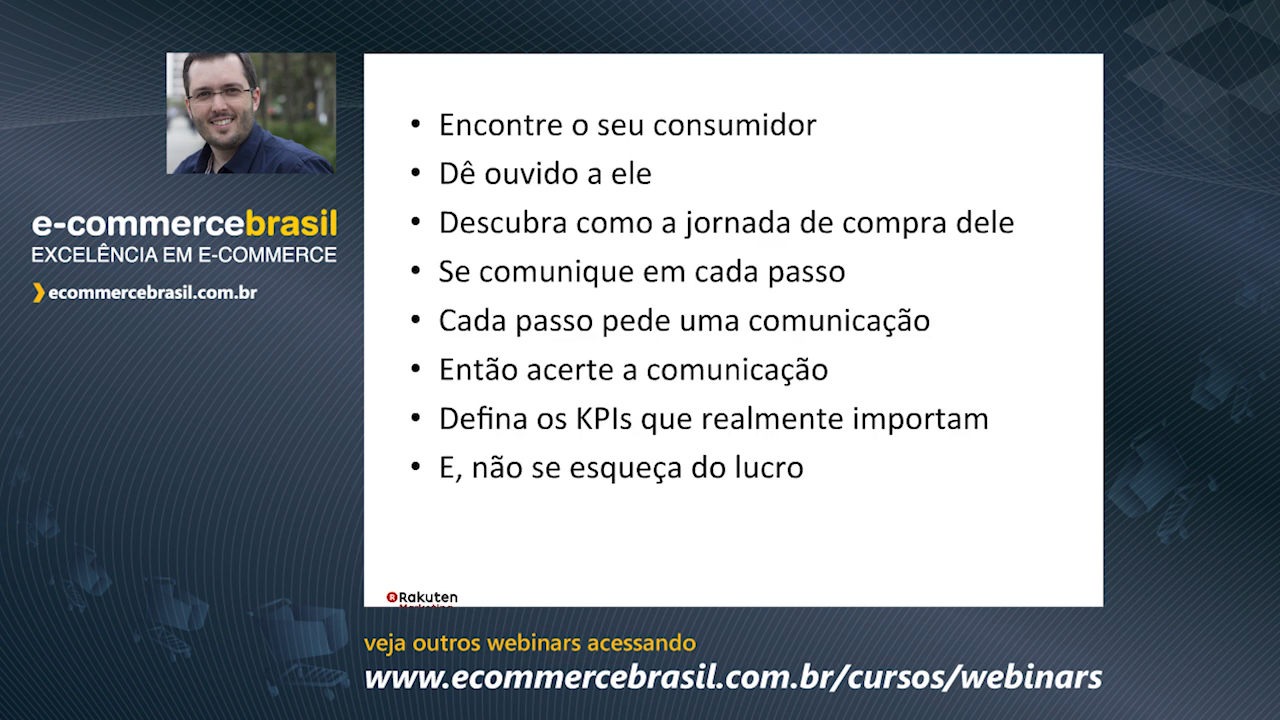 e-commercebrasil
EXCELÊNCIA EM E-COMMERCE
ecommercebrasil.com.br
• Encontre o seu consumidor
• Dê ouvido a ele
• Descubra como a jornada de compra dele
• Se comunique em cada passo
• Cada passo pede uma comunicação
• Então acerte a comunicação
• Defina os KPIs que realmente importam
• E, não se esqueça do lucro
R Rakuten
Marketing
veja outros webinars acessando
www.ecommercebrasil.com.br/cursos/webinars